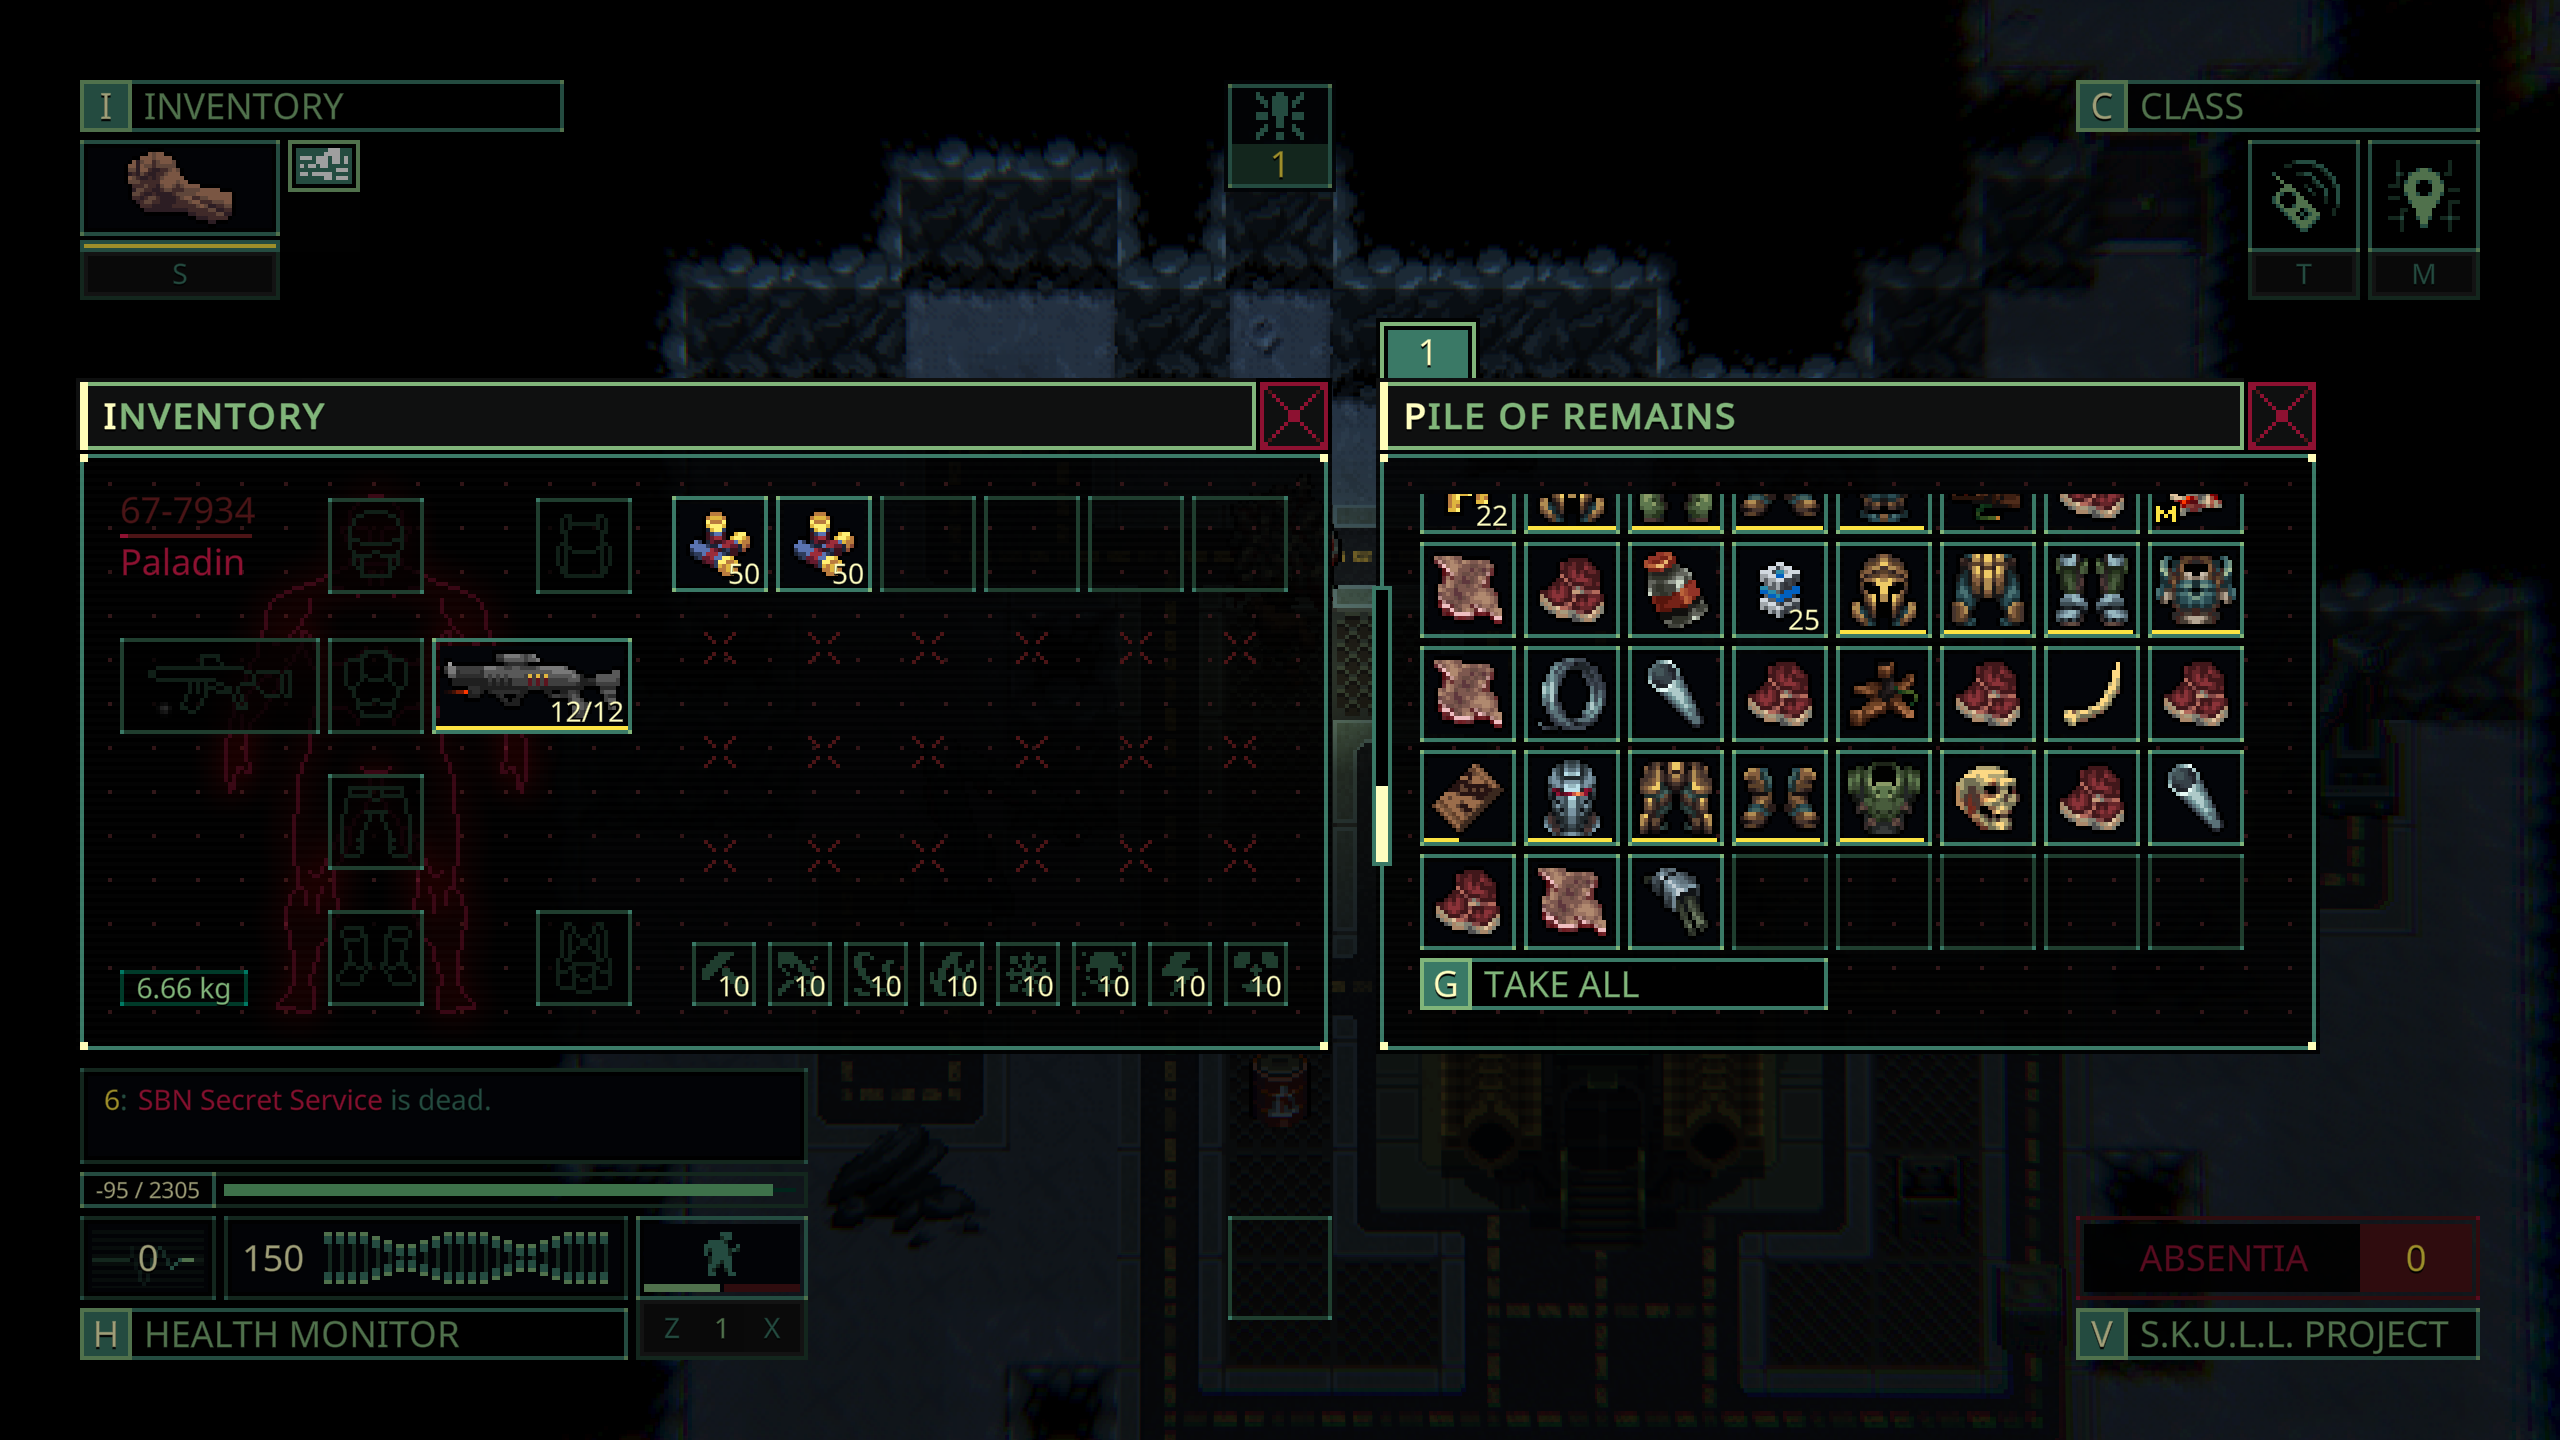 I INVENTORY
S
1
C CLASS
T M
1
INVENTORY
67-7934
Paladin
50 50
12/12
6.66 kg
10 10 10 10 10 10 10 10
PILE OF REMAINS
22
M
25
G TAKE ALL
6: SBN Secret Service is dead.
-95 / 2305
0
150
Z 1 X
H HEALTH MONITOR
ABSENTIA 0
V S.K.U.L.L. PROJECT